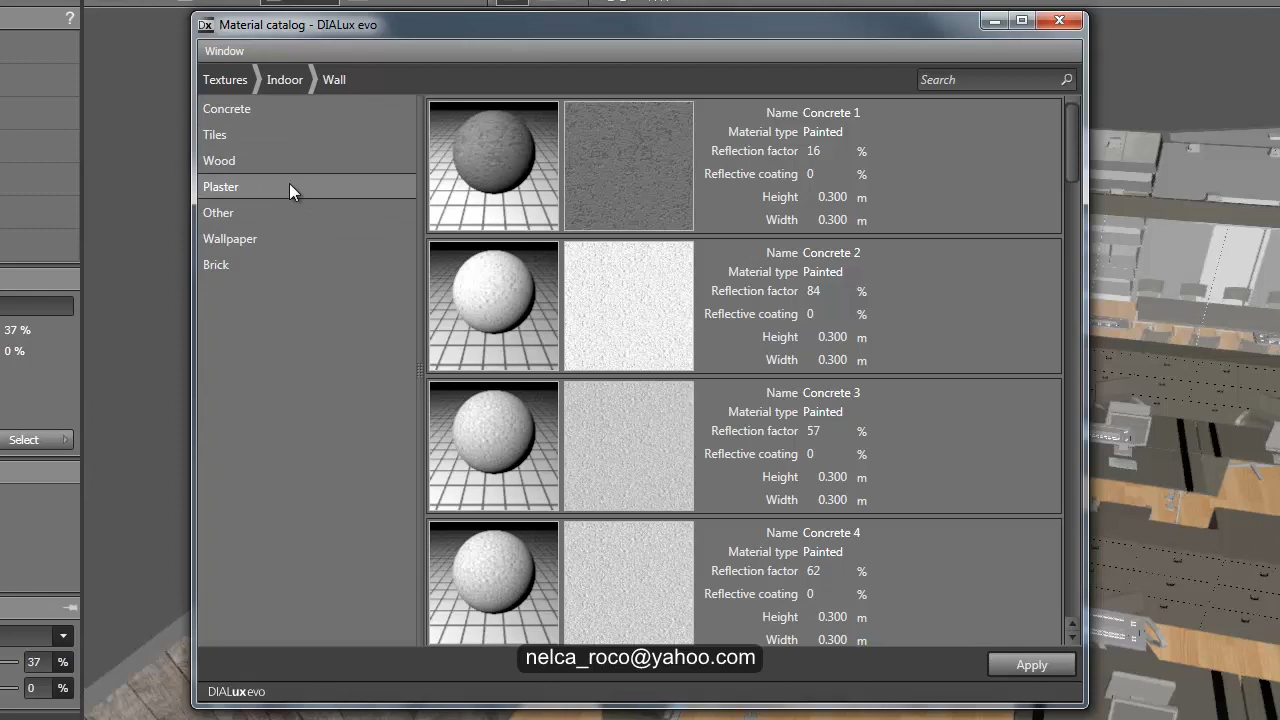 ?
Dx Material catalog - DIALux evo
Window
Textures Indoor Wall
Search
Concrete
Tiles
Wood
Plaster
Other
Wallpaper
Brick
Name Concrete 1
Material type Painted
Reflection factor 16 %
Reflective coating 0 %
Height 0.300 m
Width 0.300 m
Name Concrete 2
Material type Painted
Reflection factor 84 %
Reflective coating 0 %
Height 0.300 m
Width 0.300 m
Name Concrete 3
Material type Painted
Reflection factor 57 %
Reflective coating 0 %
Height 0.300 m
Width 0.300 m
Name Concrete 4
Material type Painted
Reflection factor 62 %
Reflective coating 0 %
Height 0.300 m
Width 0.300 m
37 %
0 %
Select
37 %
0 %
nelca_roco@yahoo.com
Apply
DIALux evo